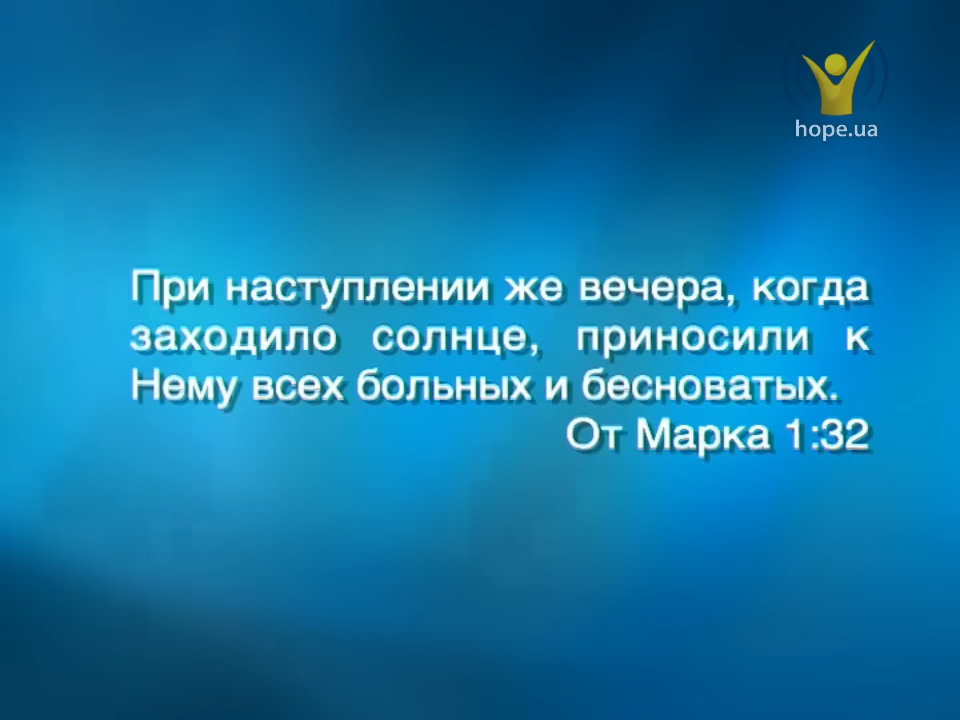 hope.ua
При наступлении же вечера, когда
заходило солнце, приносили к
Нему всех больных и бесноватых.
От Марка 1:32